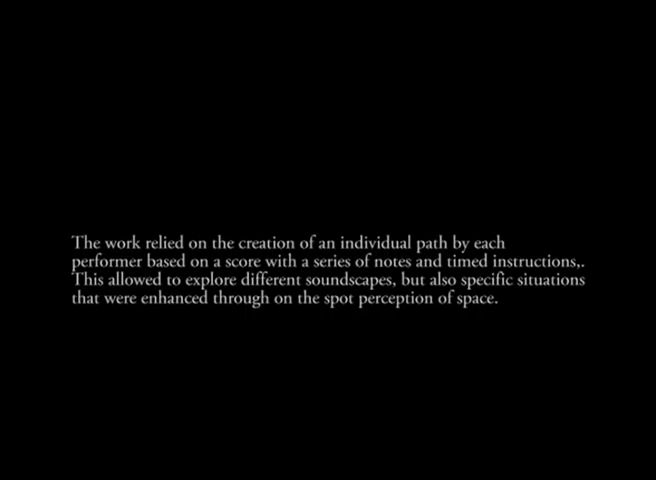 The work relied on the creation of an individual path by each
performer based on a score with a series of notes and timed instructions,.
This allowed to explore different soundscapes, but also specific situations
that were enhanced through on the spot perception of space.